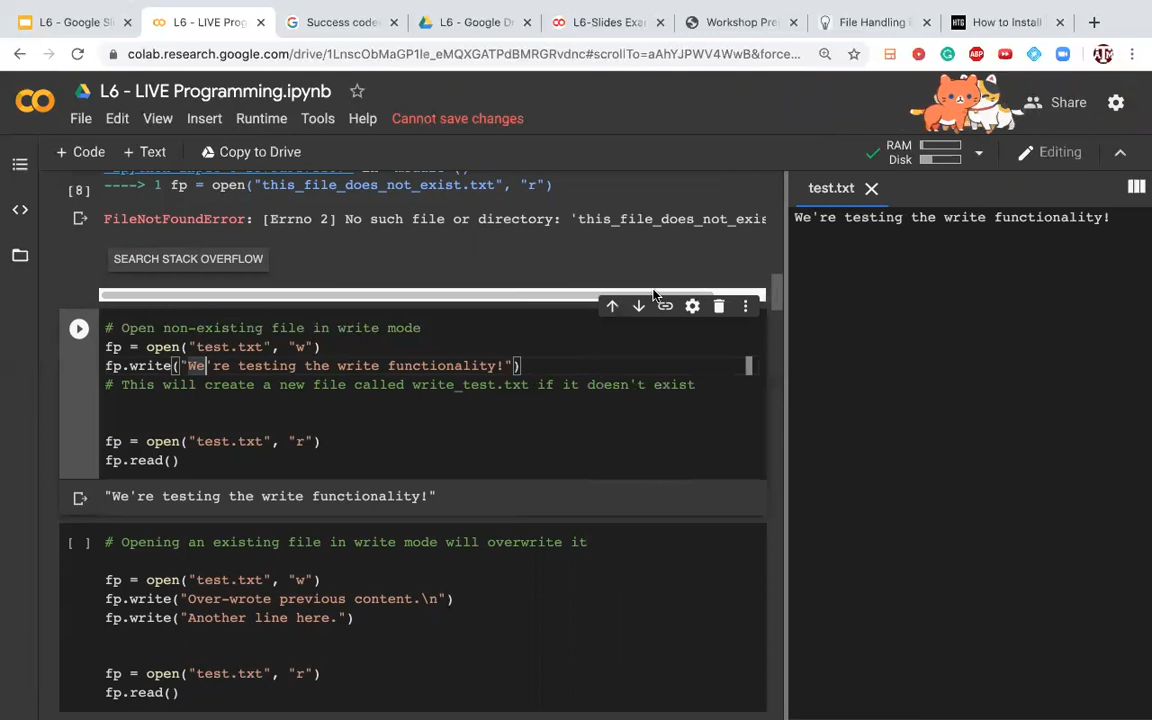 L6 - Google Sli
L6 - LIVE Progr
Success code
L6 - Google Dr
L6-Slides Exa
Workshop Pre
File Handling
How to Install
colab.research.google.com/drive/1LnscObMaGP1Ie_eMQXGATPdBMRGRvdnc#scrollTo=aAhYJPWV4WwB&force...
L6 - LIVE Programming.ipynb
Share
File Edit View Insert Runtime Tools Help Cannot save changes
+ Code + Text Copy to Drive
RAM
Disk
Editing
[8]
----> 1 fp = open("this_file_does_not_exist.txt", "r")
FileNotFoundError: [Errno 2] No such file or directory: 'this_file_does_not_exis
SEARCH STACK OVERFLOW
# Open non-existing file in write mode
fp = open("test.txt", "w")
fp.write("We're testing the write functionality!")
# This will create a new file called write_test.txt if it doesn't exist
fp = open("test.txt", "r")
fp.read()
"We're testing the write functionality!"
[ ] # Opening an existing file in write mode will overwrite it
fp = open("test.txt", "w")
fp.write("Over-wrote previous content.\n")
fp.write("Another line here.")
fp = open("test.txt", "r")
fp.read()
test.txt
We're testing the write functionality!